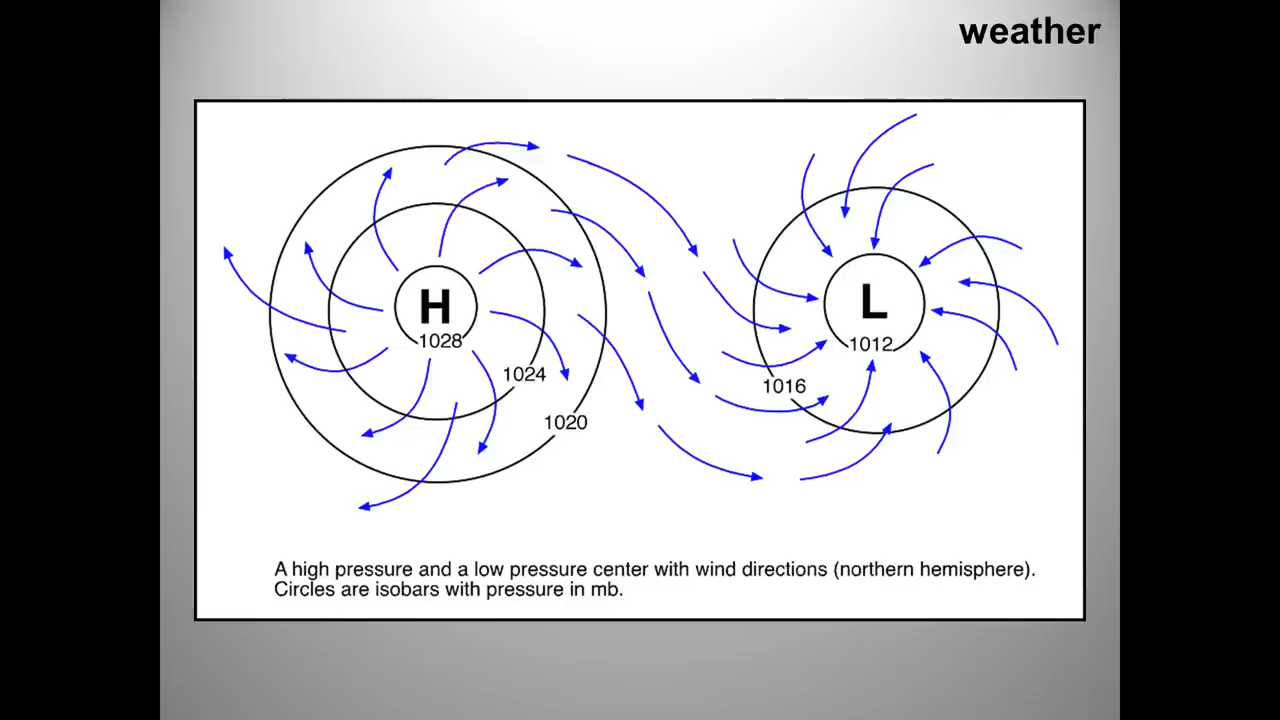 weather
H
1028
1024
1020
L
1012
1016
A high pressure and a low pressure center with wind directions (northern hemisphere).
Circles are isobars with pressure in mb.